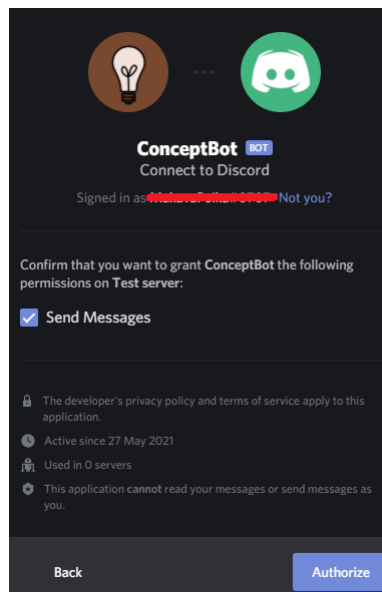 ConceptBot BOT
Connect to Discord
Signed in as Not you?
Confirm that you want to grant ConceptBot the following
permissions on Test server:
Send Messages
The developer's privacy policy and terms of service apply to this
application.
Active since 27 May 2021
Used in 0 servers
This application cannot read your messages or send messages as
you.
Back Authorize